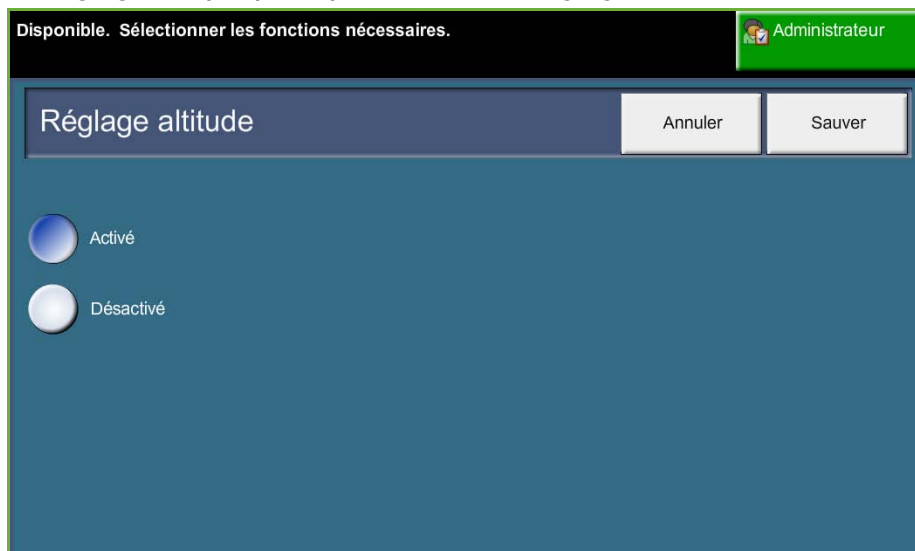 Disponible. Sélectionner les fonctions nécessaires.
Administrateur
Réglage altitude
Annuler
Sauver
Activé
Désactivé